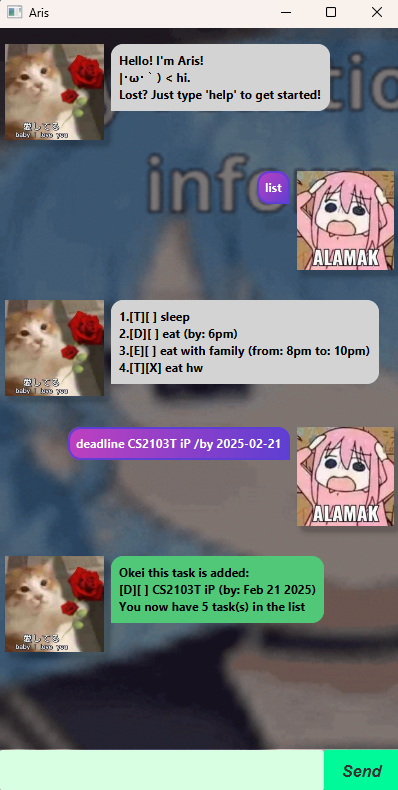 Aris
Hello! I'm Aris!
|･ω･｀) < hi.
Lost? Just type 'help' to get started!
愛してる
baby I love you
info
list
ALAMAK
1.[T][ ] sleep
2.[D][ ] eat (by: 6pm)
3.[E][ ] eat with family (from: 8pm to: 10pm)
4.[T][X] eat hw
愛してる
baby I love you
deadline CS2103T iP /by 2025-02-21
ALAMAK
Okei this task is added:
[D][ ] CS2103T iP (by: Feb 21 2025)
You now have 5 task(s) in the list
愛してる
baby I love you
Send